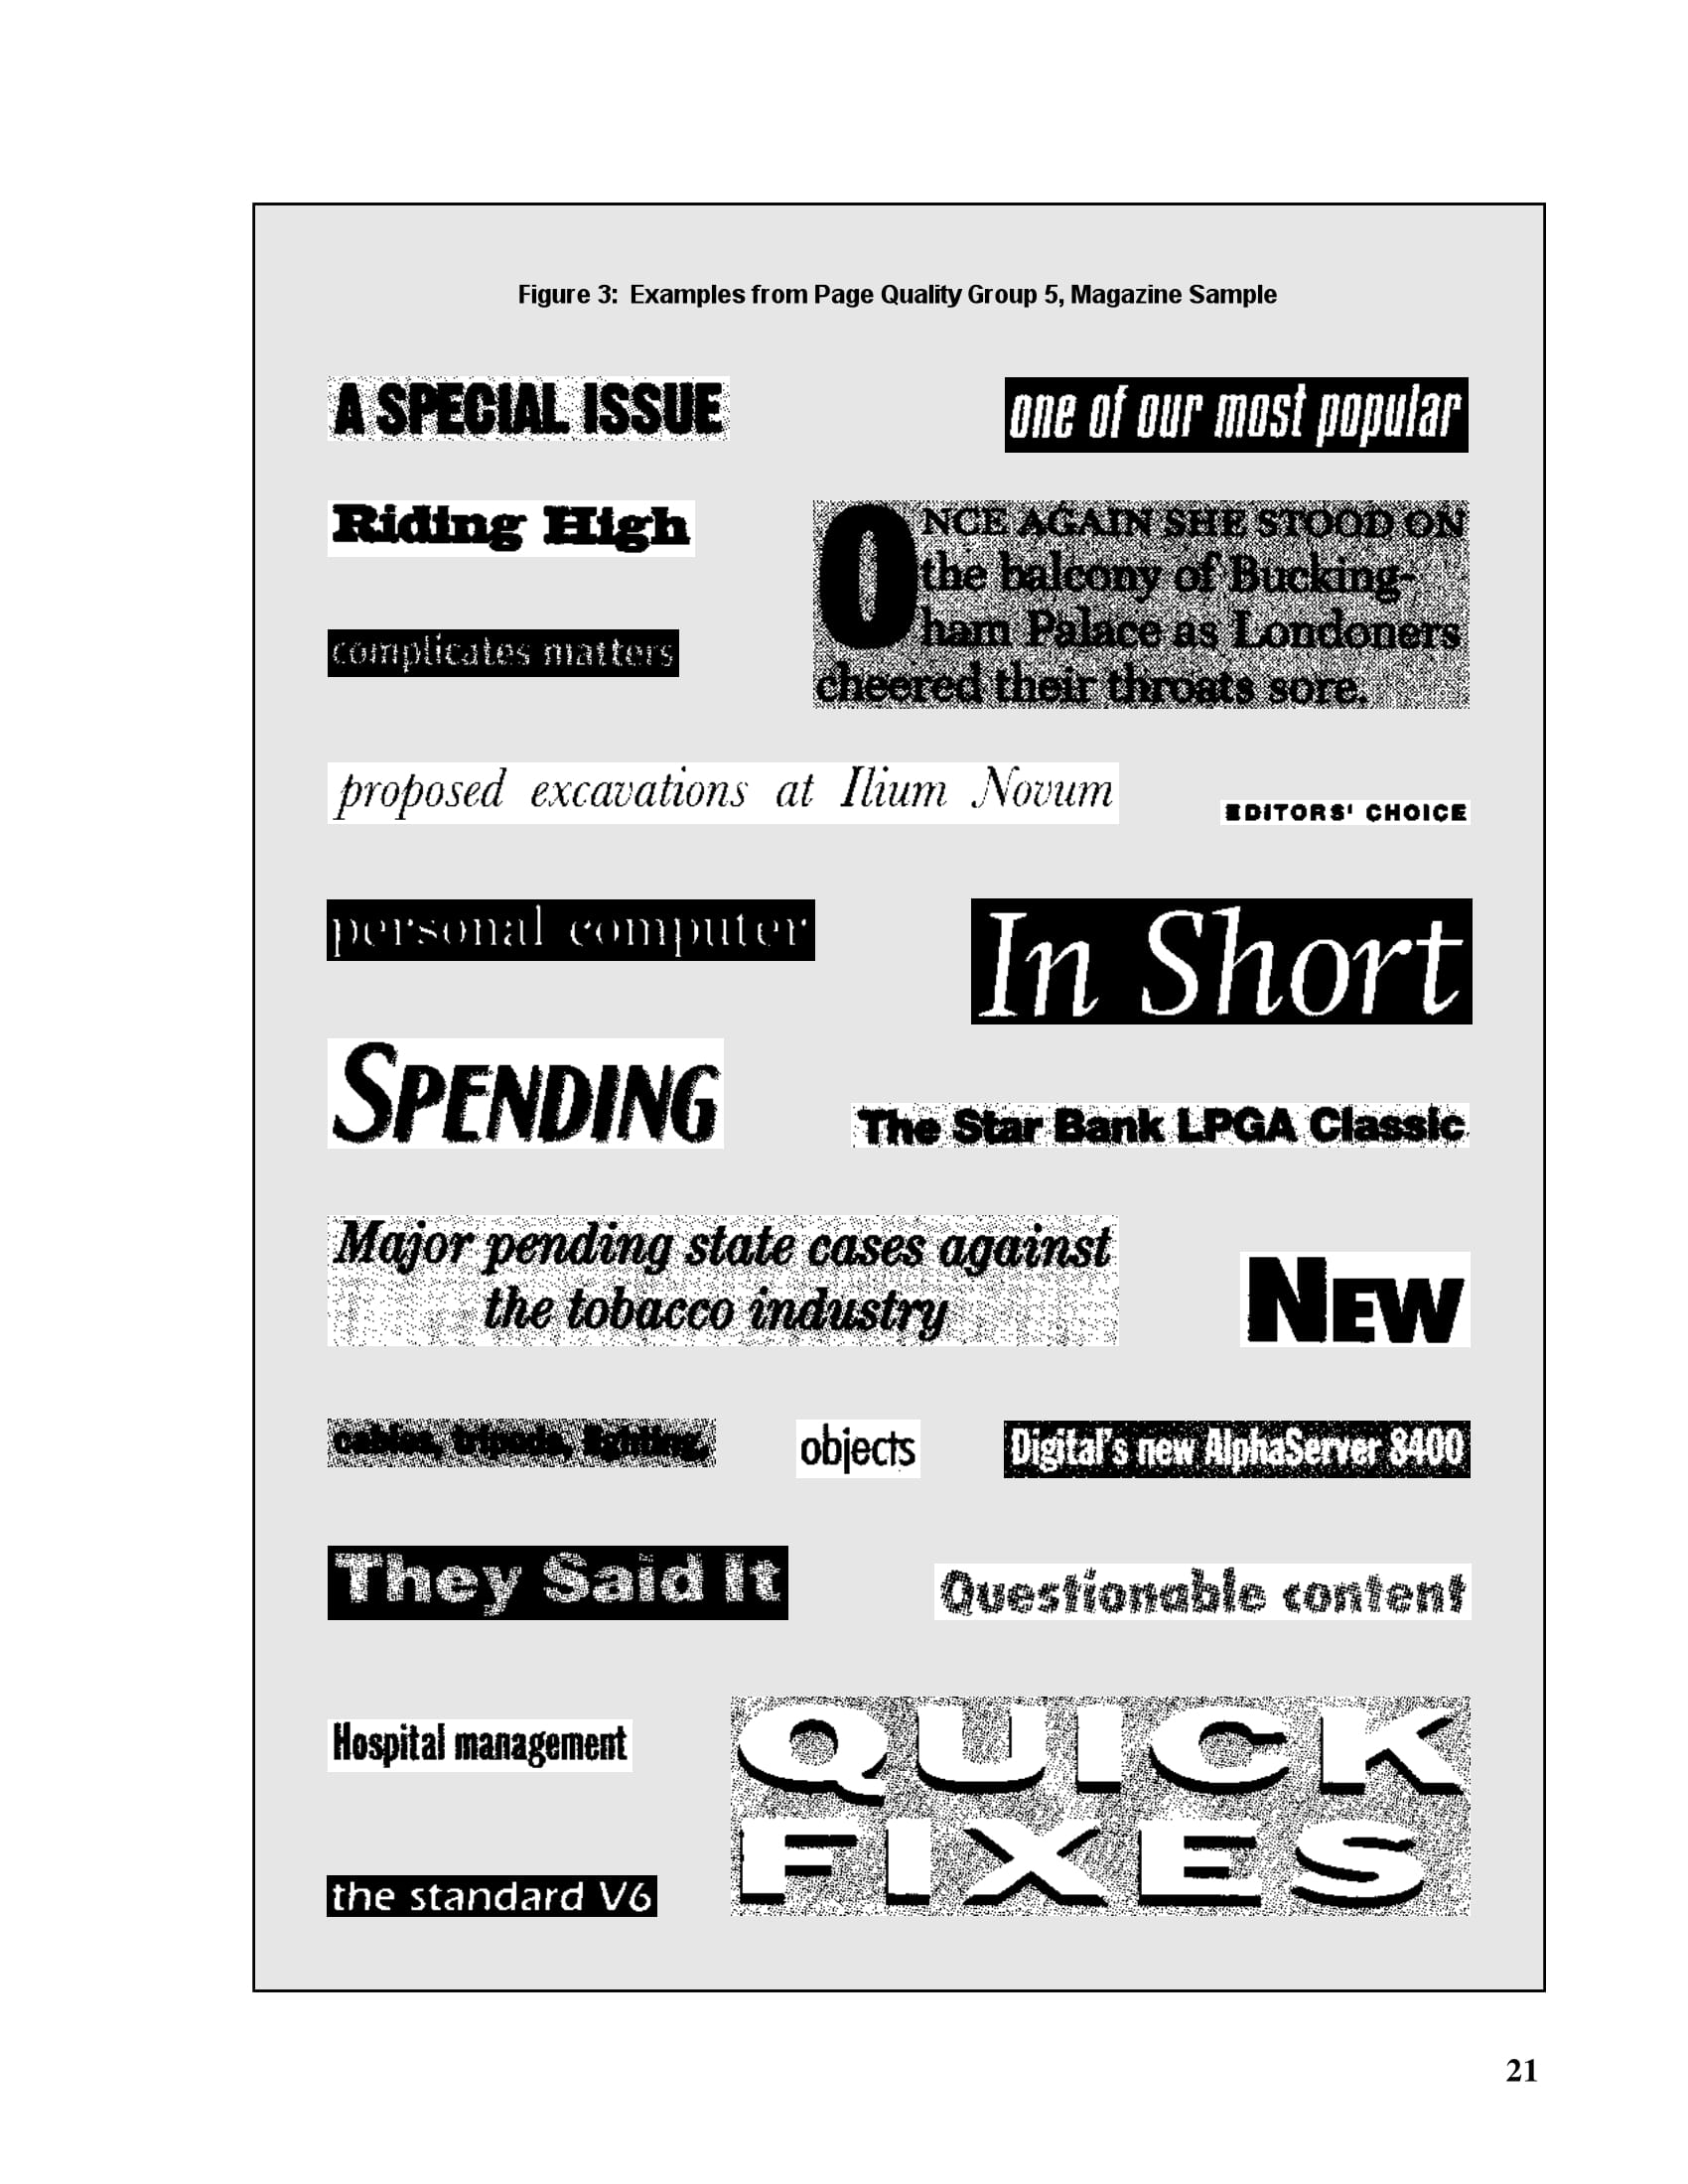 Figure 3: Examples from Page Quality Group 5, Magazine Sample
A SPECIAL ISSUE
one of our most popular
Riding High
ONCE AGAIN SHE STOOD ON
the balcony of Bucking-
ham Palace as Londoners
cheered their throats sore.
complicates matters
proposed excavations at Ilium Novum
EDITORS' CHOICE
personal computer
In Short
SPENDING
The Star Bank LPGA Classic
Major pending state cases against
the tobacco industry
NEW
cables, tripods, lighting,
objects
Digital's new AlphaServer 8400
They Said It
Questionable content
Hospital management
QUICK
FIXES
the standard V6
21